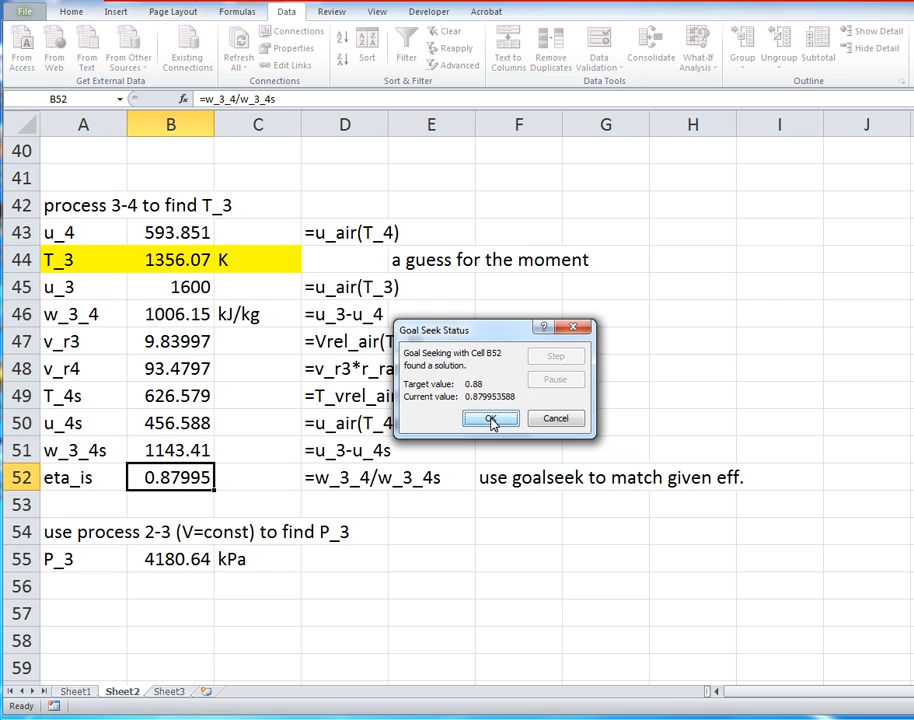 File Home Insert Page Layout Formulas Data Review View Developer Acrobat
From Access From Web From Text From Other Sources Existing Connections Refresh All Connections Properties Edit Links Sort Filter Clear Reapply Advanced Text to Columns Remove Duplicates Data Validation Consolidate What-If Analysis Group Ungroup Subtotal Show Detail Hide Detail
Get External Data Connections Sort & Filter Data Tools Outline
B52 fx =w_3_4/w_3_4s
A B C D E F G H I J
40
41
42 process 3-4 to find T_3
43 u_4 593.851 =u_air(T_4)
44 T_3 1356.07 K a guess for the moment
45 u_3 1600 =u_air(T_3)
46 w_3_4 1006.15 kJ/kg =u_3-u_4
47 v_r3 9.83997 =Vrel_air(T
48 v_r4 93.4797 =v_r3*r_ra
49 T_4s 626.579 =T_vrel_air
50 u_4s 456.588 =u_air(T_4
51 w_3_4s 1143.41 =u_3-u_4s
52 eta_is 0.87995 =w_3_4/w_3_4s use goalseek to match given eff.
53
54 use process 2-3 (V=const) to find P_3
55 P_3 4180.64 kPa
56
57
58
59
Goal Seek Status
Goal Seeking with Cell B52
found a solution.
Step
Pause
Target value: 0.88
Current value: 0.879953588
OK Cancel
Sheet1 Sheet2 Sheet3
Ready